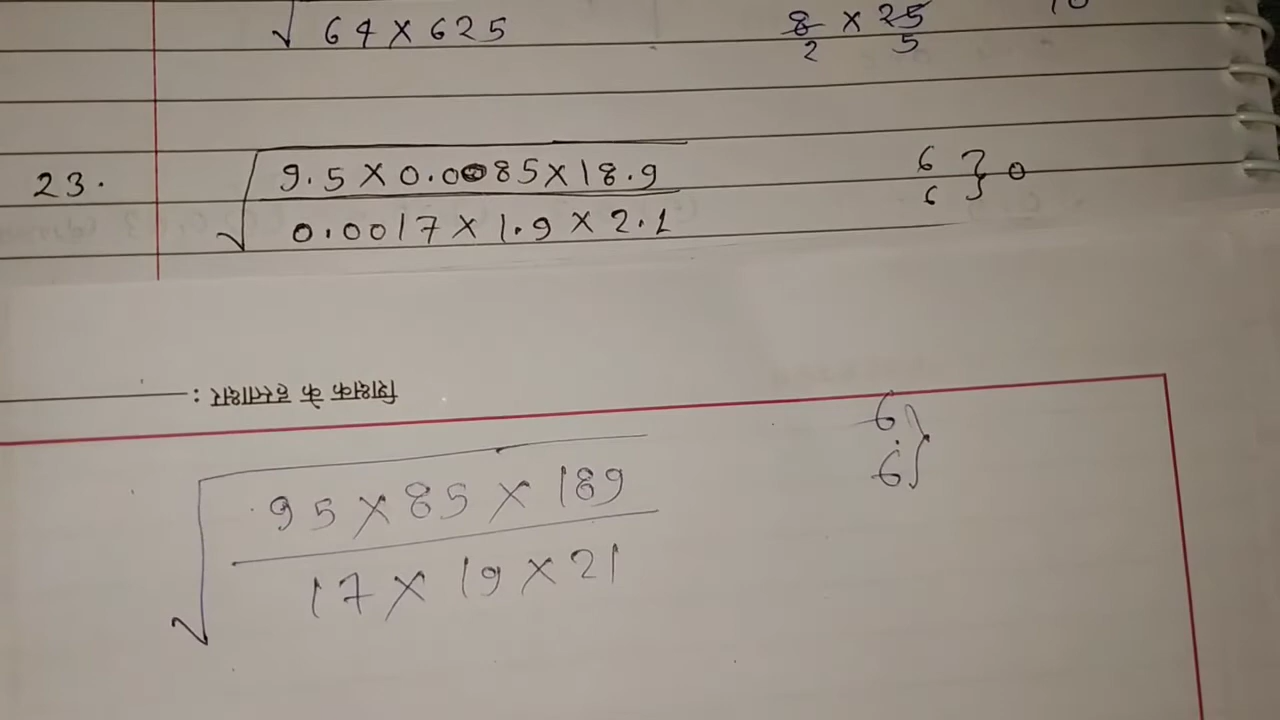 √64×625 8/2 × 25/5 10
23. √(9.5×0.0085×18.9 / 0.0017×1.9×2.1) 6 6 } 0
शिक्षक के हस्ताक्षर :
√(95×85×189 / 17×19×21) 6 6 }